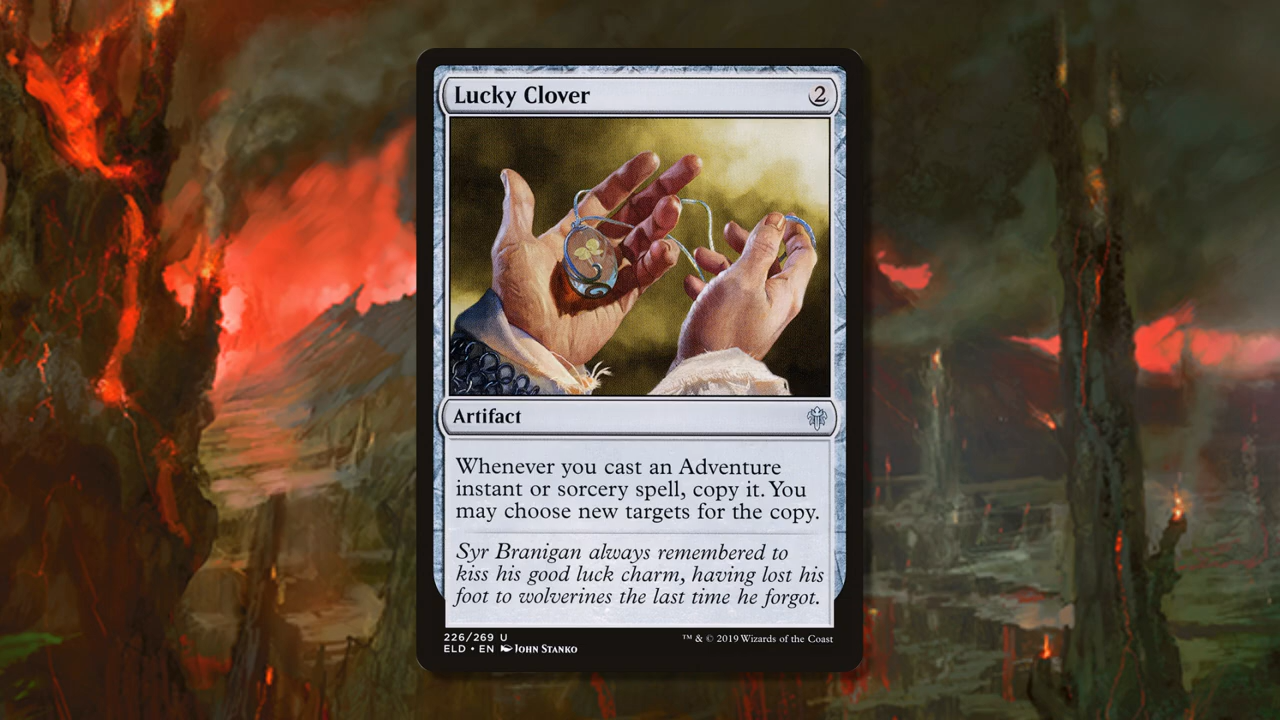 Lucky Clover 2
Artifact
Whenever you cast an Adventure
instant or sorcery spell, copy it. You
may choose new targets for the copy.
Syr Branigan always remembered to
kiss his good luck charm, having lost his
foot to wolverines the last time he forgot.
226/269 U
™ & © 2019 Wizards of the Coast
ELD • EN John Stanko